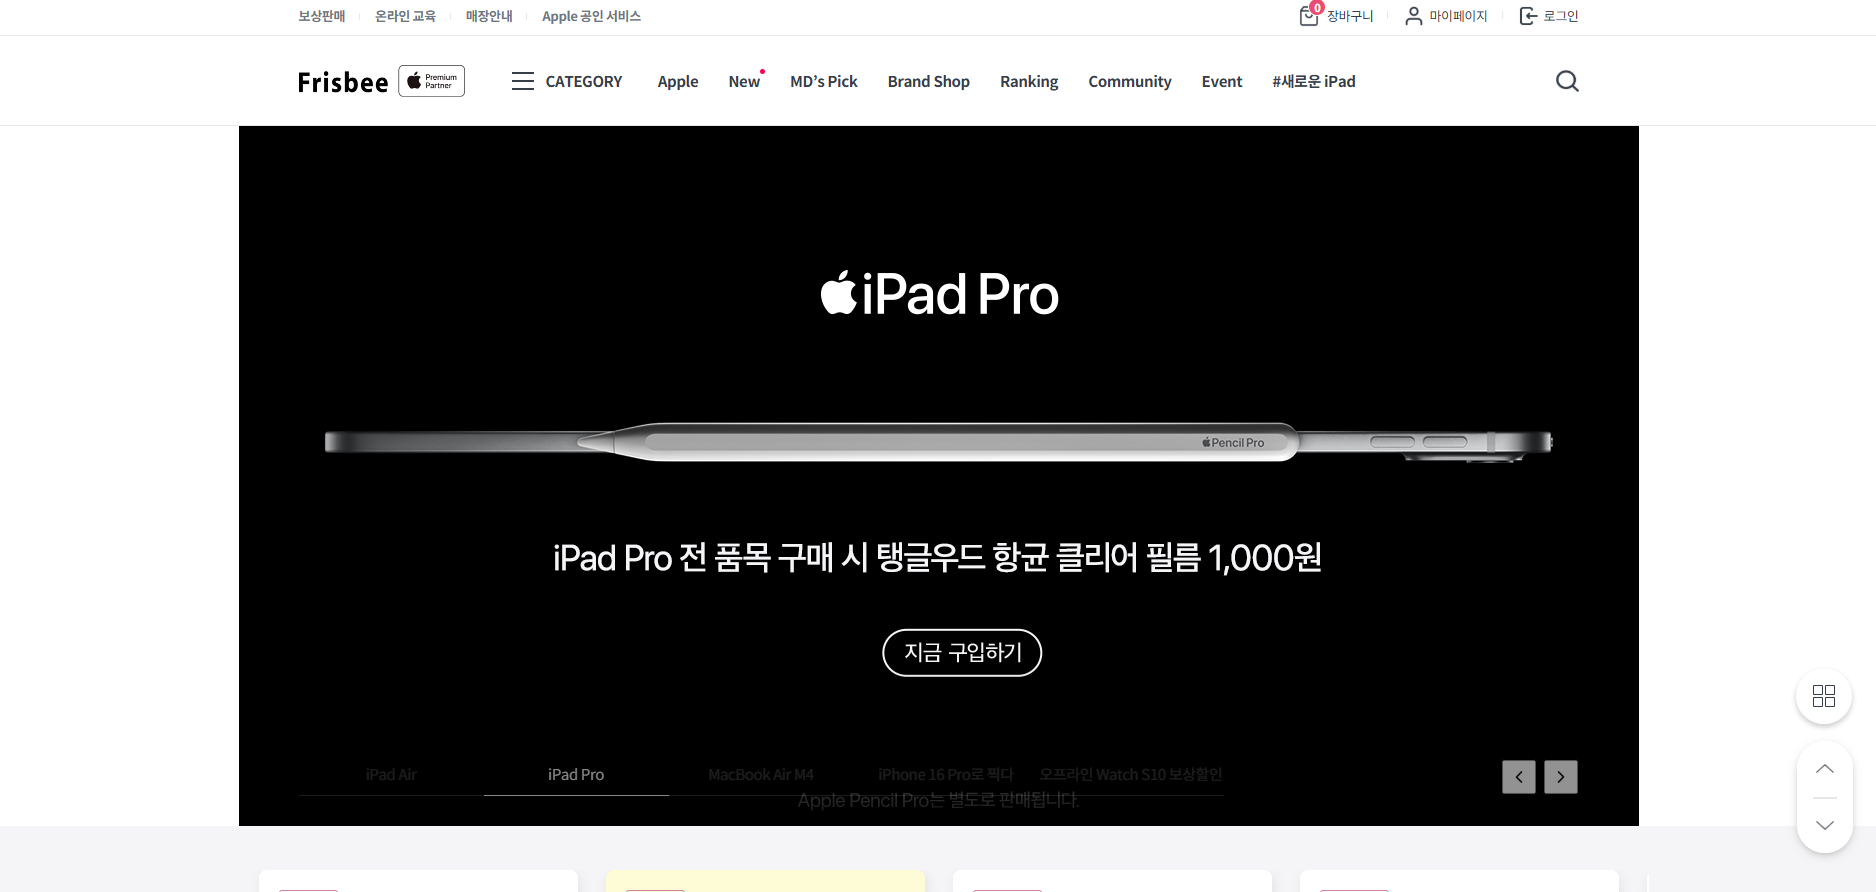 보상판매 온라인 교육 매장안내 Apple 공인 서비스 0 장바구니 마이페이지 로그인
Frisbee Premium Partner CATEGORY Apple New MD’s Pick Brand Shop Ranking Community Event #새로운 iPad
iPad Pro
Pencil Pro
iPad Pro 전 품목 구매 시 탱글우드 항균 클리어 필름 1,000원
지금 구입하기
iPad Air iPad Pro MacBook Air M4 iPhone 16 Pro로 찍다 오프라인 Watch S10 보상할인
Apple Pencil Pro는 별도로 판매됩니다.